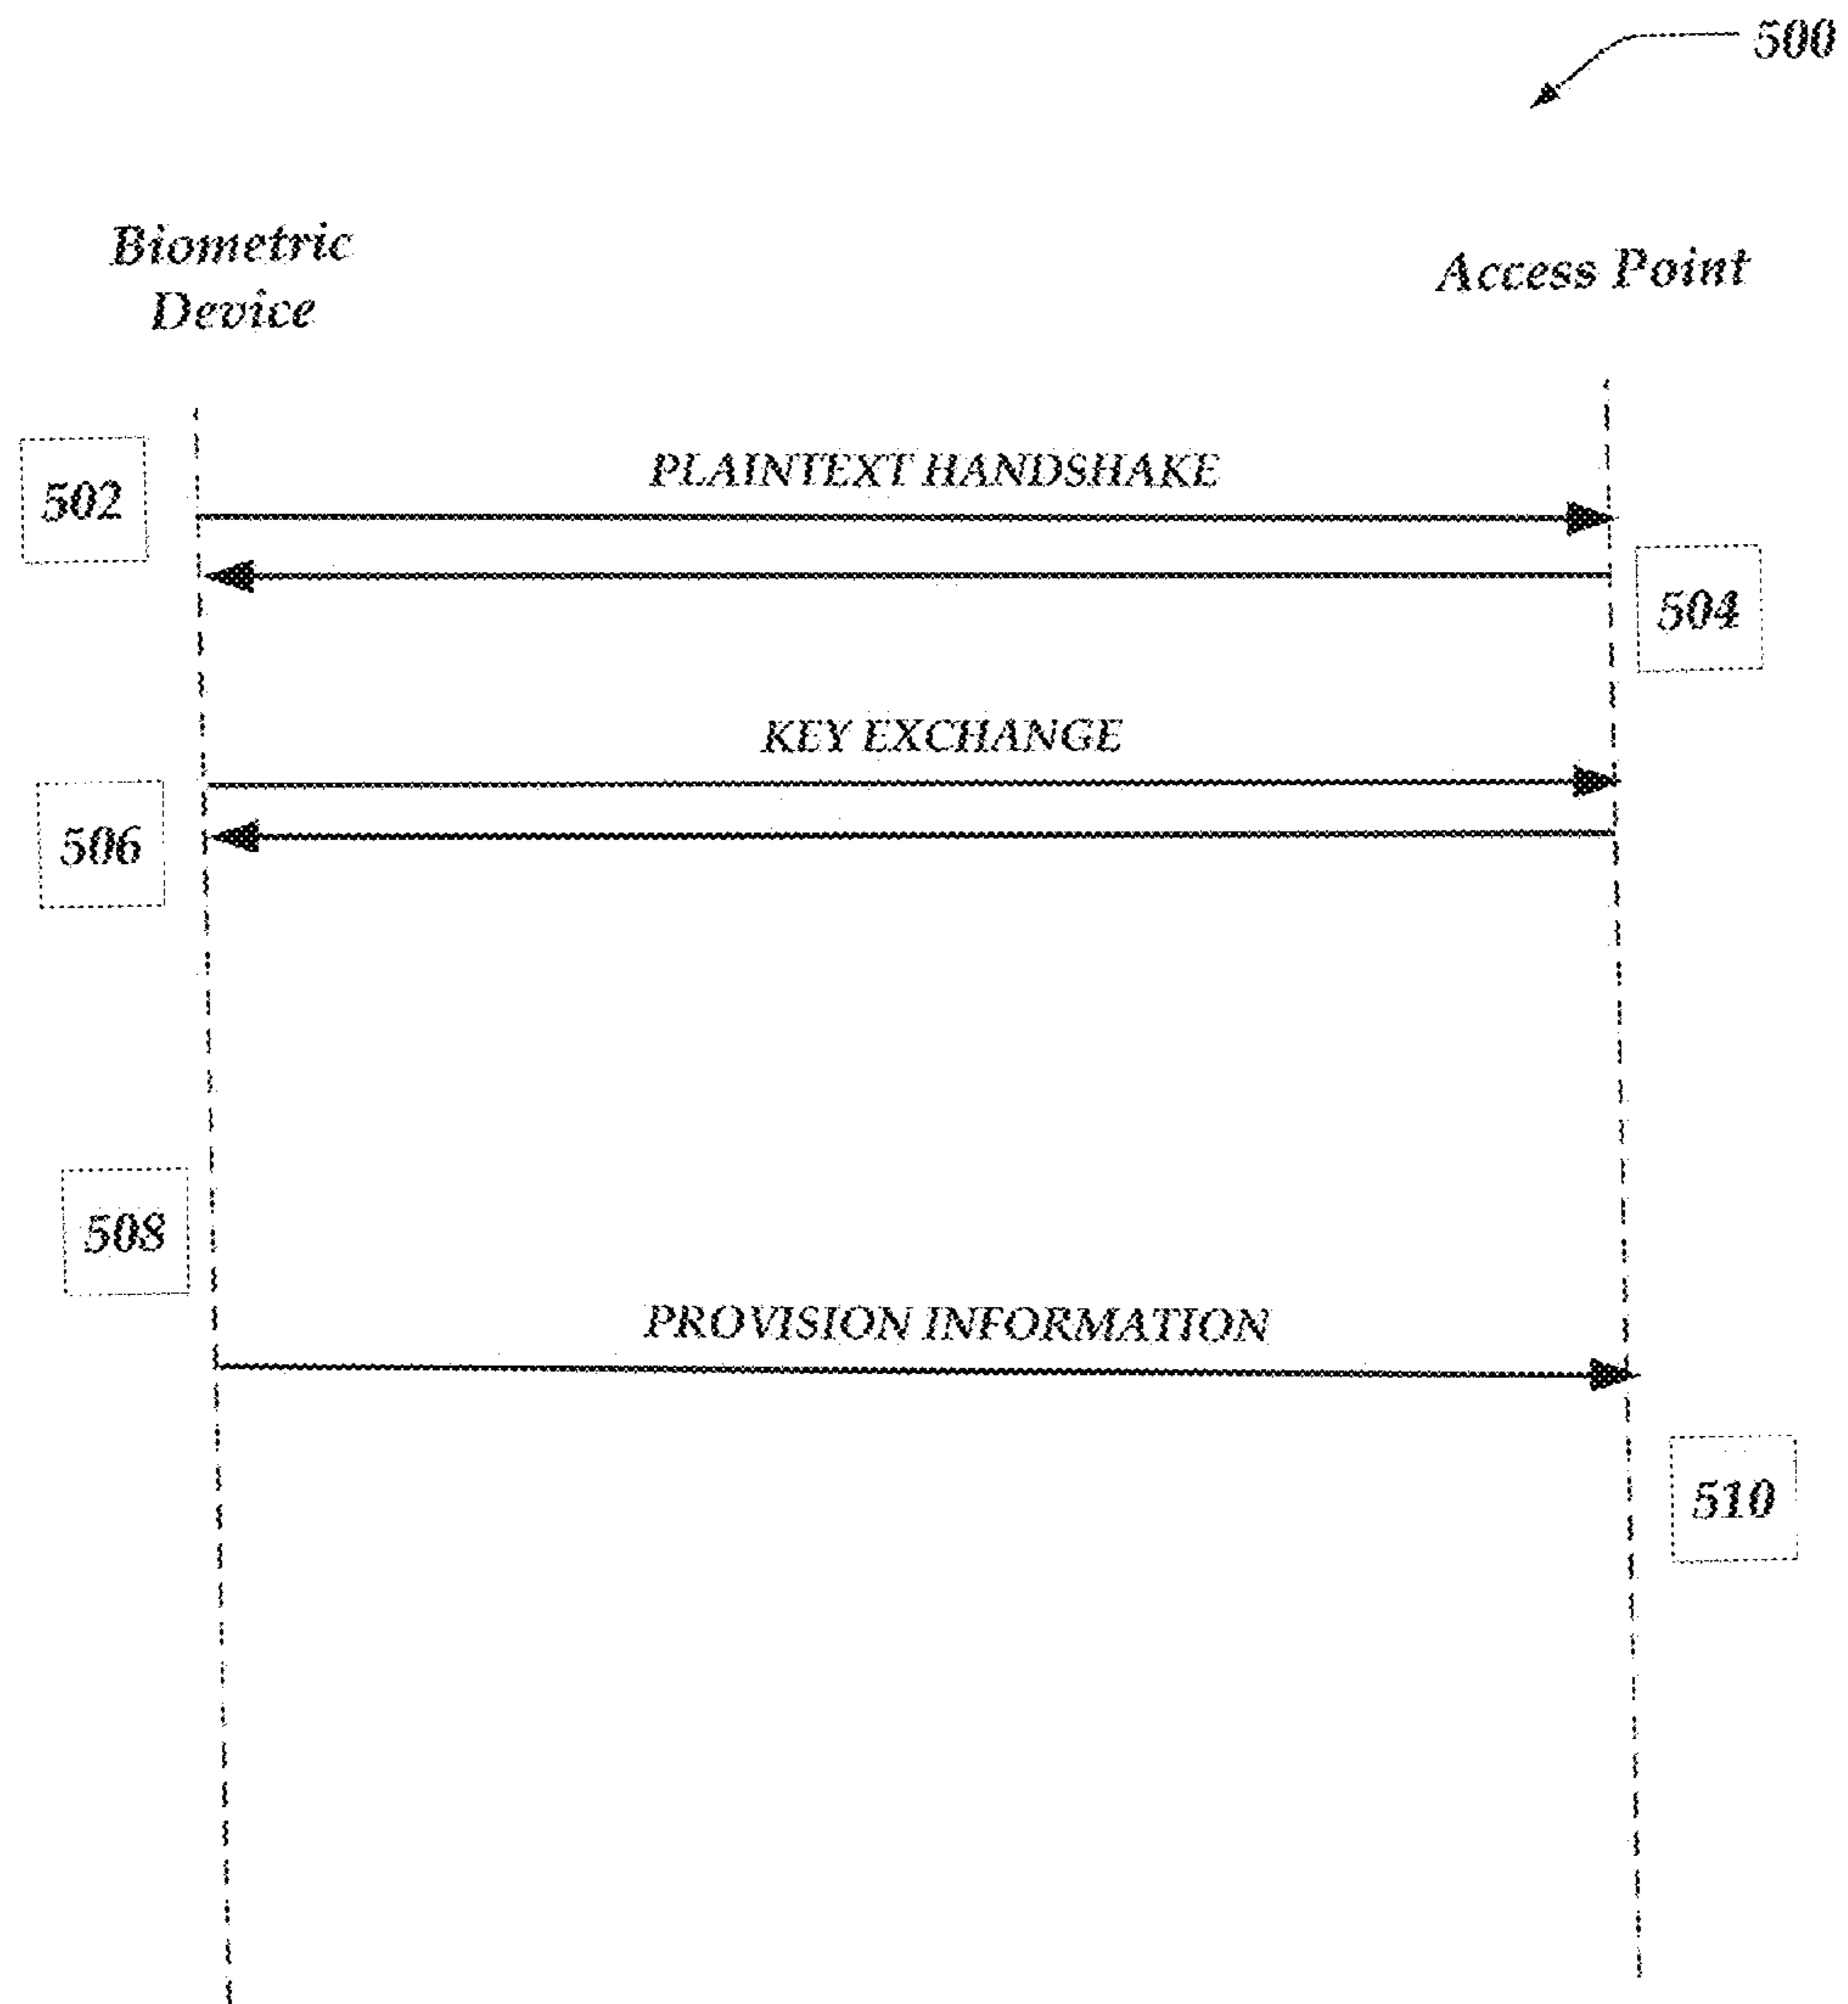 500
Biometric
Device
Access Point
PLAINTEXT HANDSHAKE
502
504
KEY EXCHANGE
506
508
PROVISION INFORMATION
510